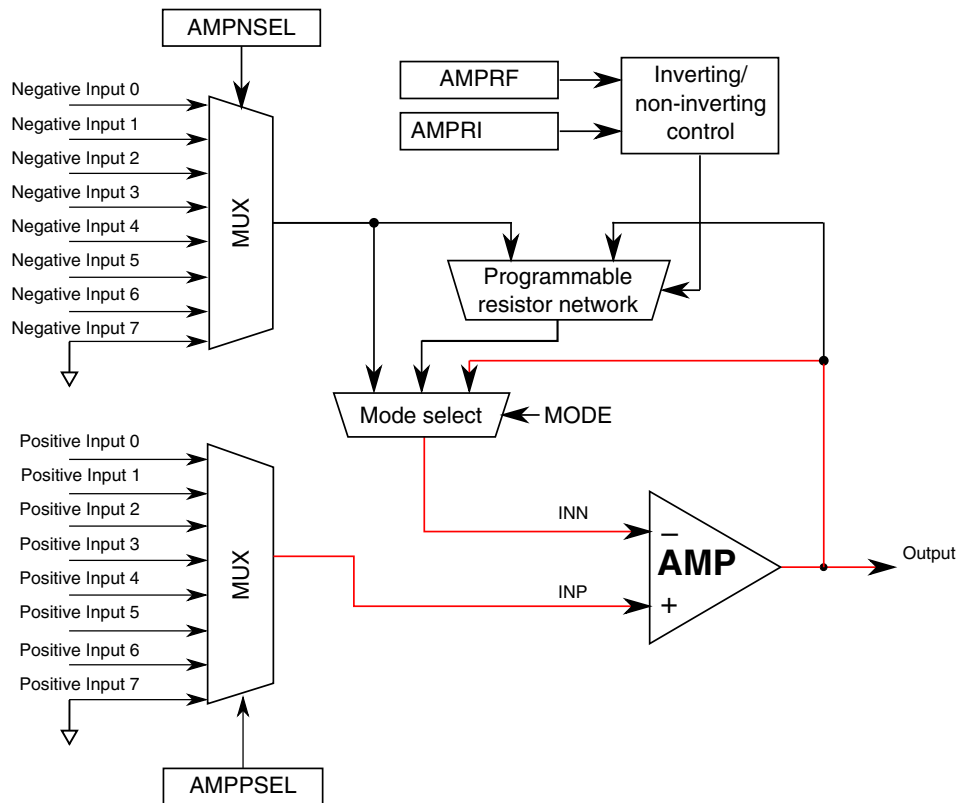 AMPNSEL
Negative Input 0
Negative Input 1
Negative Input 2
Negative Input 3
Negative Input 4
Negative Input 5
Negative Input 6
Negative Input 7
MUX
AMPRF
AMPRI
Inverting/
non-inverting
control
Programmable
resistor network
Mode select
MODE
Positive Input 0
Positive Input 1
Positive Input 2
Positive Input 3
Positive Input 4
Positive Input 5
Positive Input 6
Positive Input 7
MUX
INN
INP
–
AMP
+
Output
AMPPSEL